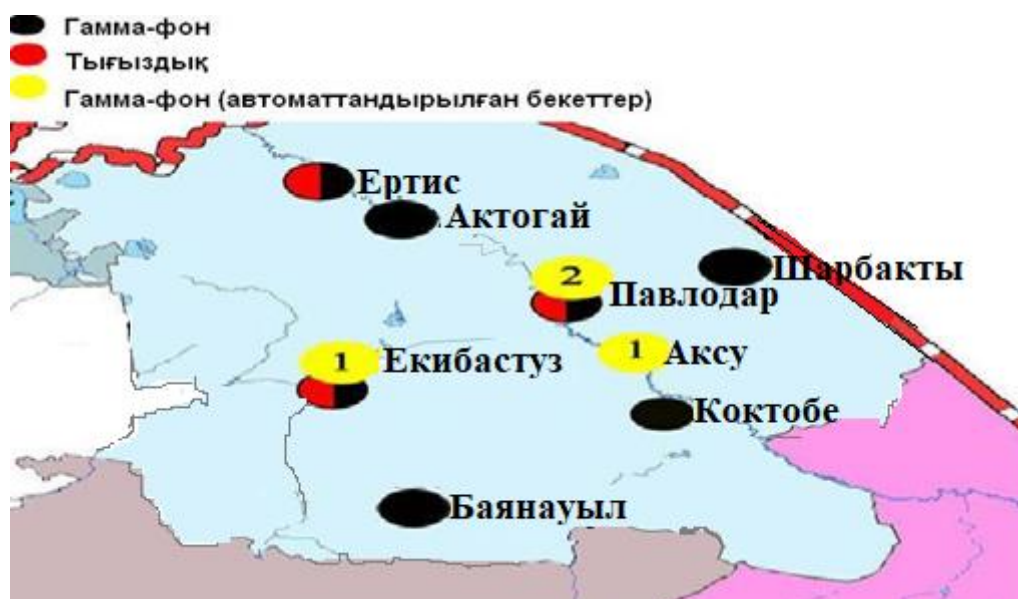 Гамма-фон
Тығыздық
Гамма-фон (автоматтандырылған бекеттер)
Ертис
Актогай
Шарбакты
2
Павлодар
1
Екибастуз
1
Аксу
Коктобе
Баянауыл